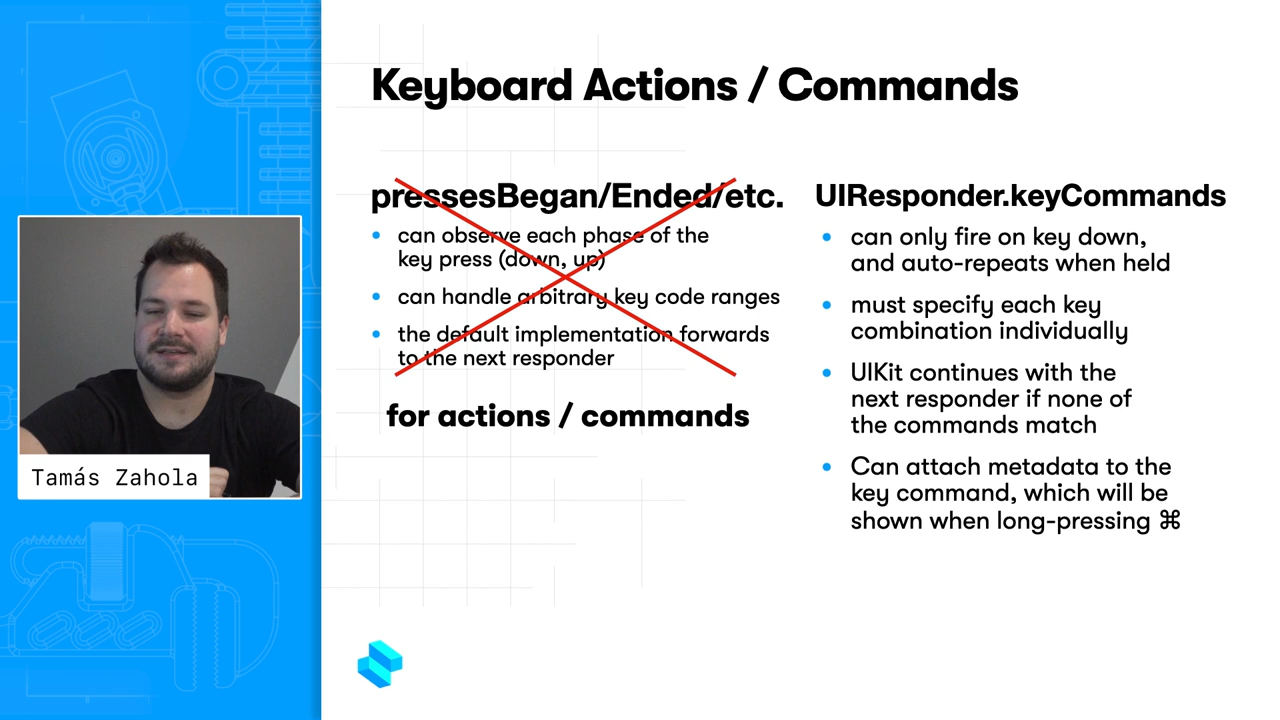 Keyboard Actions / Commands
pressesBegan/Ended/etc.
can observe each phase of the
key press (down, up)
can handle arbitrary key code ranges
the default implementation forwards
to the next responder
for actions / commands
UIResponder.keyCommands
can only fire on key down,
and auto-repeats when held
must specify each key
combination individually
UIKit continues with the
next responder if none of
the commands match
Can attach metadata to the
key command, which will be
shown when long-pressing ⌘
Tamás Zahola